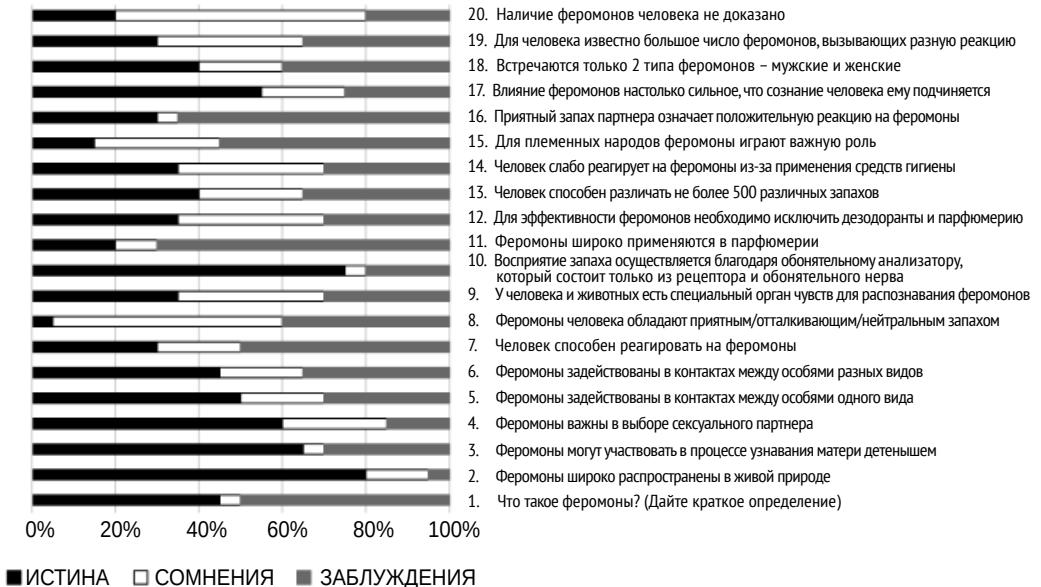 20. Наличие феромонов человека не доказано
19. Для человека известно большое число феромонов, вызывающих разную реакцию
18. Встречаются только 2 типа феромонов – мужские и женские
17. Влияние феромонов настолько сильное, что сознание человека ему подчиняется
16. Приятный запах партнера означает положительную реакцию на феромоны
15. Для племенных народов феромоны играют важную роль
14. Человек слабо реагирует на феромоны из-за применения средств гигиены
13. Человек способен различать не более 500 различных запахов
12. Для эффективности феромонов необходимо исключить дезодоранты и парфюмерию
11. Феромоны широко применяются в парфюмерии
10. Восприятие запаха осуществляется благодаря обонятельному анализатору,
который состоит только из рецептора и обонятельного нерва
9. У человека и животных есть специальный орган чувств для распознавания феромонов
8. Феромоны человека обладают приятным/отталкивающим/нейтральным запахом
7. Человек способен реагировать на феромоны
6. Феромоны задействованы в контактах между особями разных видов
5. Феромоны задействованы в контактах между особями одного вида
4. Феромоны важны в выборе сексуального партнера
3. Феромоны могут участвовать в процессе узнавания матери детенышем
2. Феромоны широко распространены в живой природе
1. Что такое феромоны? (Дайте краткое определение)
0% 20% 40% 60% 80% 100%
ИСТИНА СОМНЕНИЯ ЗАБЛУЖДЕНИЯ